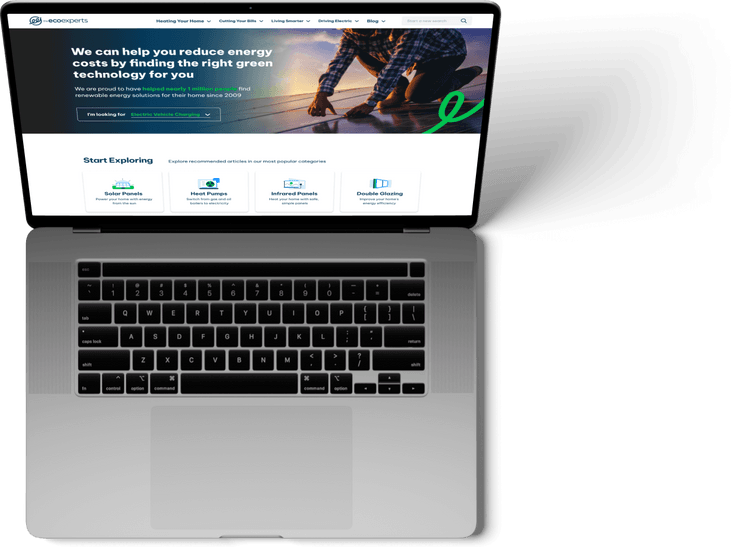 theecoexperts
Heating Your Home Cutting Your Bills Living Smarter Driving Electric Blog Enter a new search
We can help you reduce energy
costs by finding the right green
technology for you
We are proud to have helped nearly 1 million people find
renewable energy solutions for their home since 2009
I'm looking for Electric Vehicle Charging
Start Exploring Explore recommended articles in our most popular categories
Solar Panels Heat Pumps Infrared Panels Double Glazing
Power your home with energy Switch from gas and oil Heat your home with safe, Improve your home's
from the sun boilers to electricity simple panels energy efficiency
esc
~ ! @ # $ % ^ & * ( ) — +
1 2 3 4 5 6 7 8 9 0 - = delete
tab Q W E R T Y U I O P { } |
[ ] \
caps lock A S D F G H J K L : " return
; '
shift Z X C V B N M < > ? shift
, . /
fn control option command command option